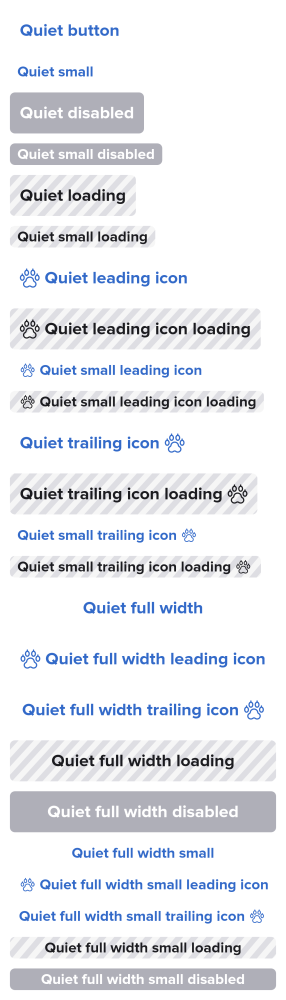 Quiet button
Quiet small
Quiet disabled
Quiet small disabled
Quiet loading
Quiet small loading
Quiet leading icon
Quiet leading icon loading
Quiet small leading icon
Quiet small leading icon loading
Quiet trailing icon
Quiet trailing icon loading
Quiet small trailing icon
Quiet small trailing icon loading
Quiet full width
Quiet full width leading icon
Quiet full width trailing icon
Quiet full width loading
Quiet full width disabled
Quiet full width small
Quiet full width small leading icon
Quiet full width small trailing icon
Quiet full width small loading
Quiet full width small disabled